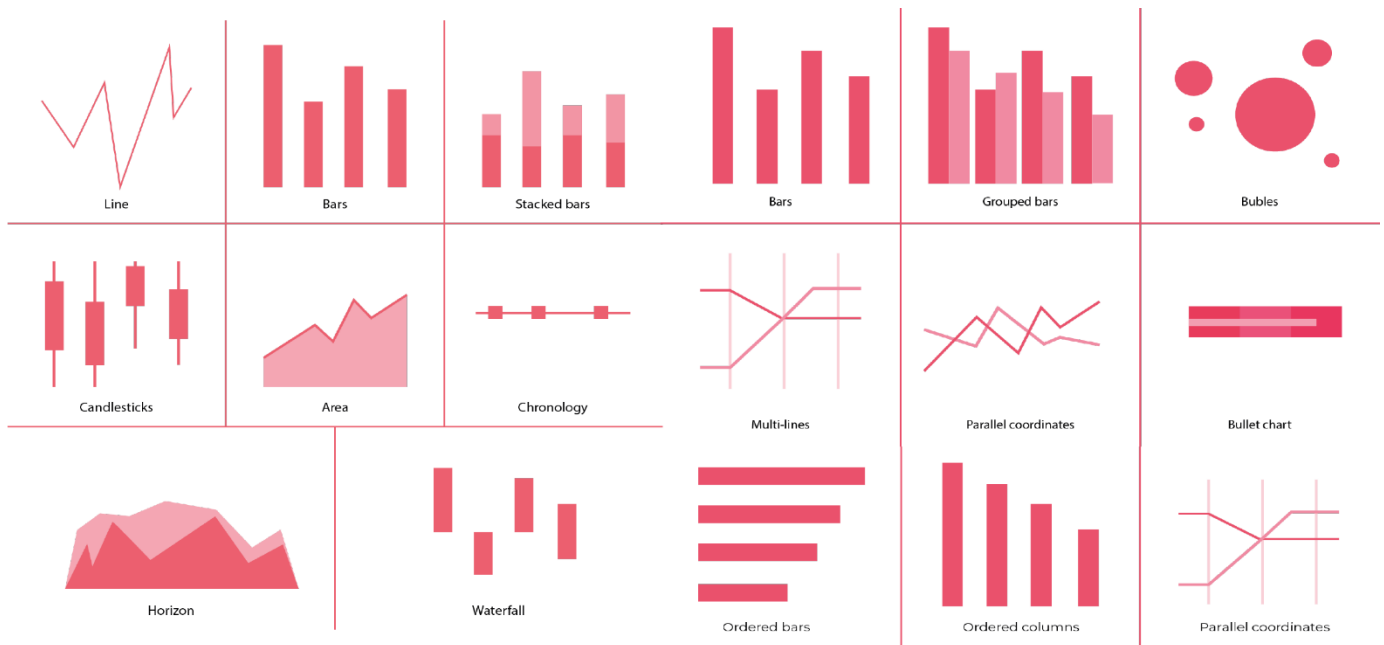 Line
Bars
Stacked bars
Bars
Grouped bars
Bubles
Candlesticks
Area
Chronology
Multi-lines
Parallel coordinates
Bullet chart
Horizon
Waterfall
Ordered bars
Ordered columns
Parallel coordinates